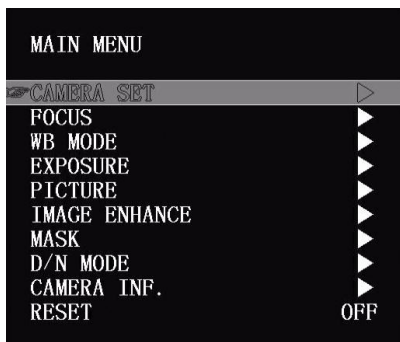 MAIN MENU
CAMERA SET
FOCUS
WB MODE
EXPOSURE
PICTURE
IMAGE ENHANCE
MASK
D/N MODE
CAMERA INF.
RESET OFF